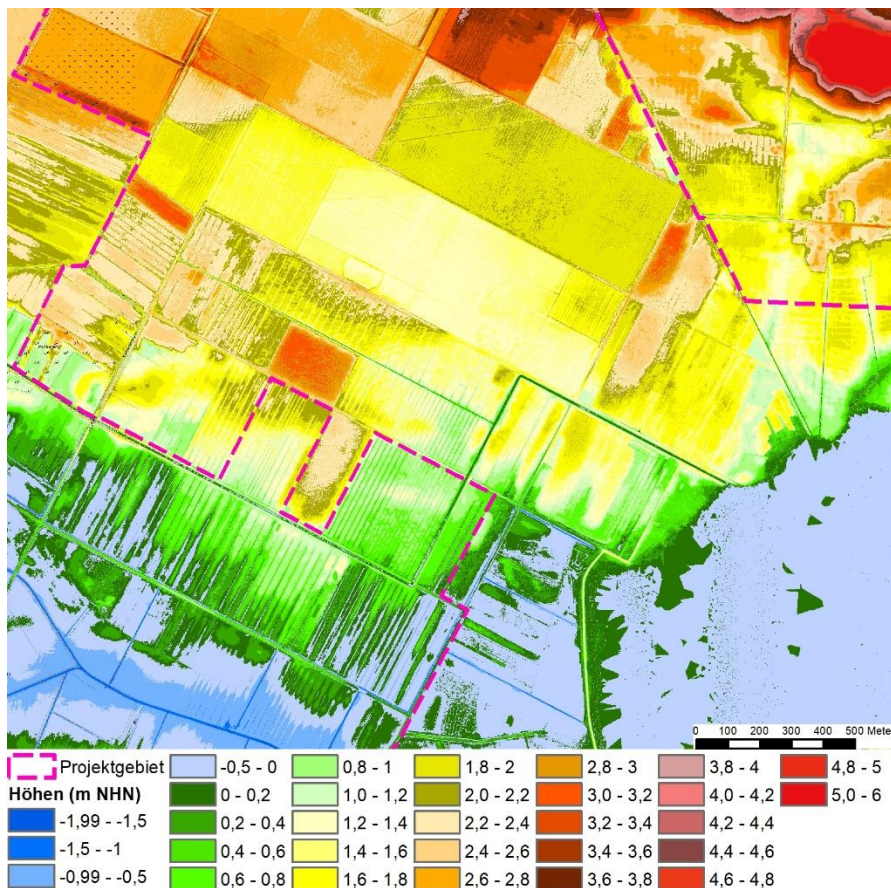 0 100 200 300 400 500 Mete
Projektgebiet
Höhen (m NHN)
-1,99 - -1,5
-1,5 - -1
-0,99 - -0,5
-0,5 - 0
0 - 0,2
0,2 - 0,4
0,4 - 0,6
0,6 - 0,8
0,8 - 1
1,0 - 1,2
1,2 - 1,4
1,4 - 1,6
1,6 - 1,8
1,8 - 2
2,0 - 2,2
2,2 - 2,4
2,4 - 2,6
2,6 - 2,8
2,8 - 3
3,0 - 3,2
3,2 - 3,4
3,4 - 3,6
3,6 - 3,8
3,8 - 4
4,0 - 4,2
4,2 - 4,4
4,4 - 4,6
4,6 - 4,8
4,8 - 5
5,0 - 6